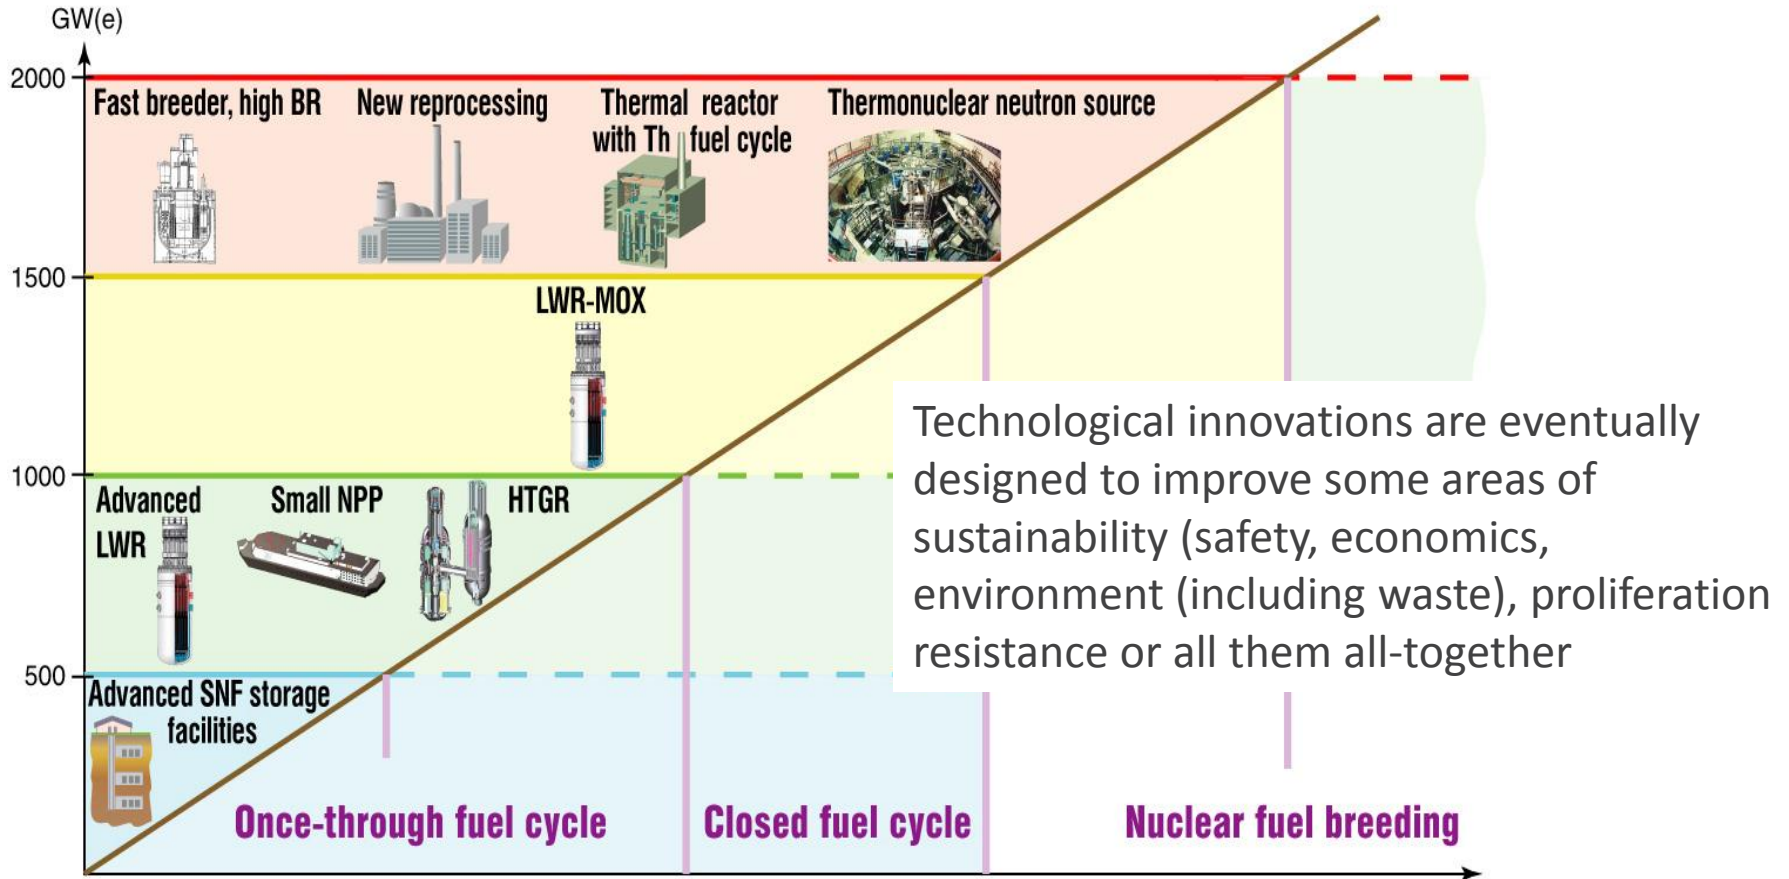 GW(e)
2000
Fast breeder, high BR
New reprocessing
Thermal reactor
with Th fuel cycle
Thermonuclear neutron source
1500
LWR-MOX
1000
Advanced
LWR
Small NPP
HTGR
Technological innovations are eventually
designed to improve some areas of
sustainability (safety, economics,
environment (including waste), proliferation
resistance or all them all-together
500
Advanced SNF storage
facilities
Once-through fuel cycle
Closed fuel cycle
Nuclear fuel breeding